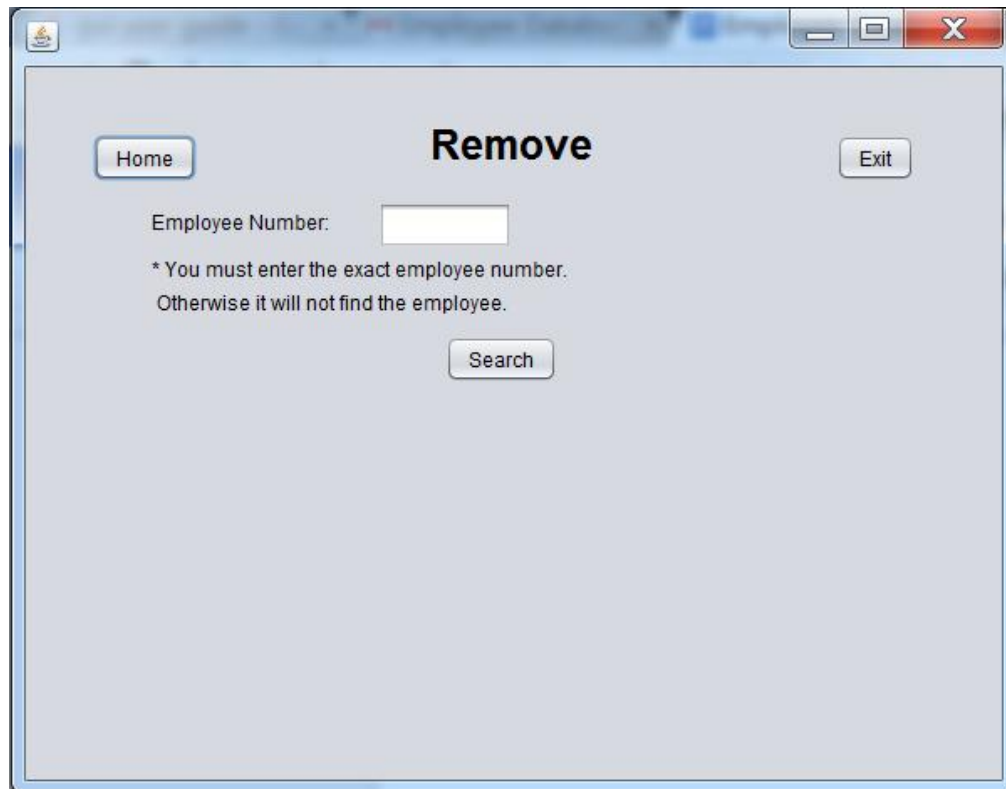 Remove
Home
Exit
Employee Number:
* You must enter the exact employee number.
Otherwise it will not find the employee.
Search